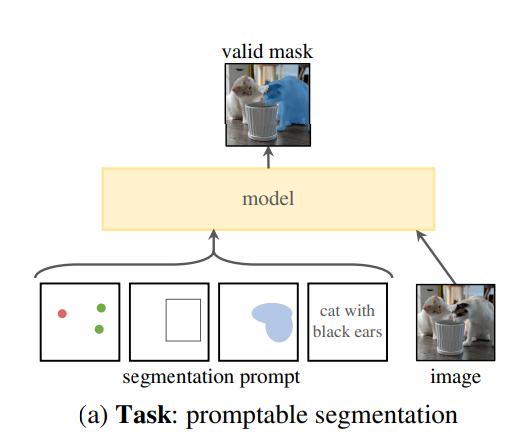 valid mask
model
cat with
black ears
segmentation prompt
image
(a) Task: promptable segmentation